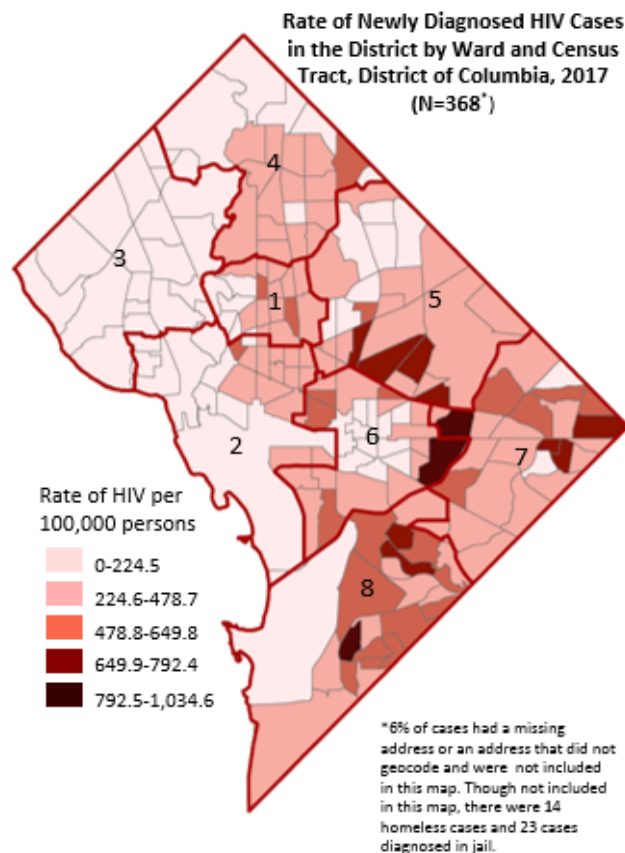 Rate of Newly Diagnosed HIV Cases
in the District by Ward and Census
Tract, District of Columbia, 2017
(N=368*)
4
3
1
5
6
2
7
Rate of HIV per
100,000 persons
0-224.5
224.6-478.7
478.8-649.8
649.9-792.4
792.5-1,034.6
8
*6% of cases had a missing
address or an address that did not
geocode and were not included
in this map. Though not included
in this map, there were 14
homeless cases and 23 cases
diagnosed in jail.